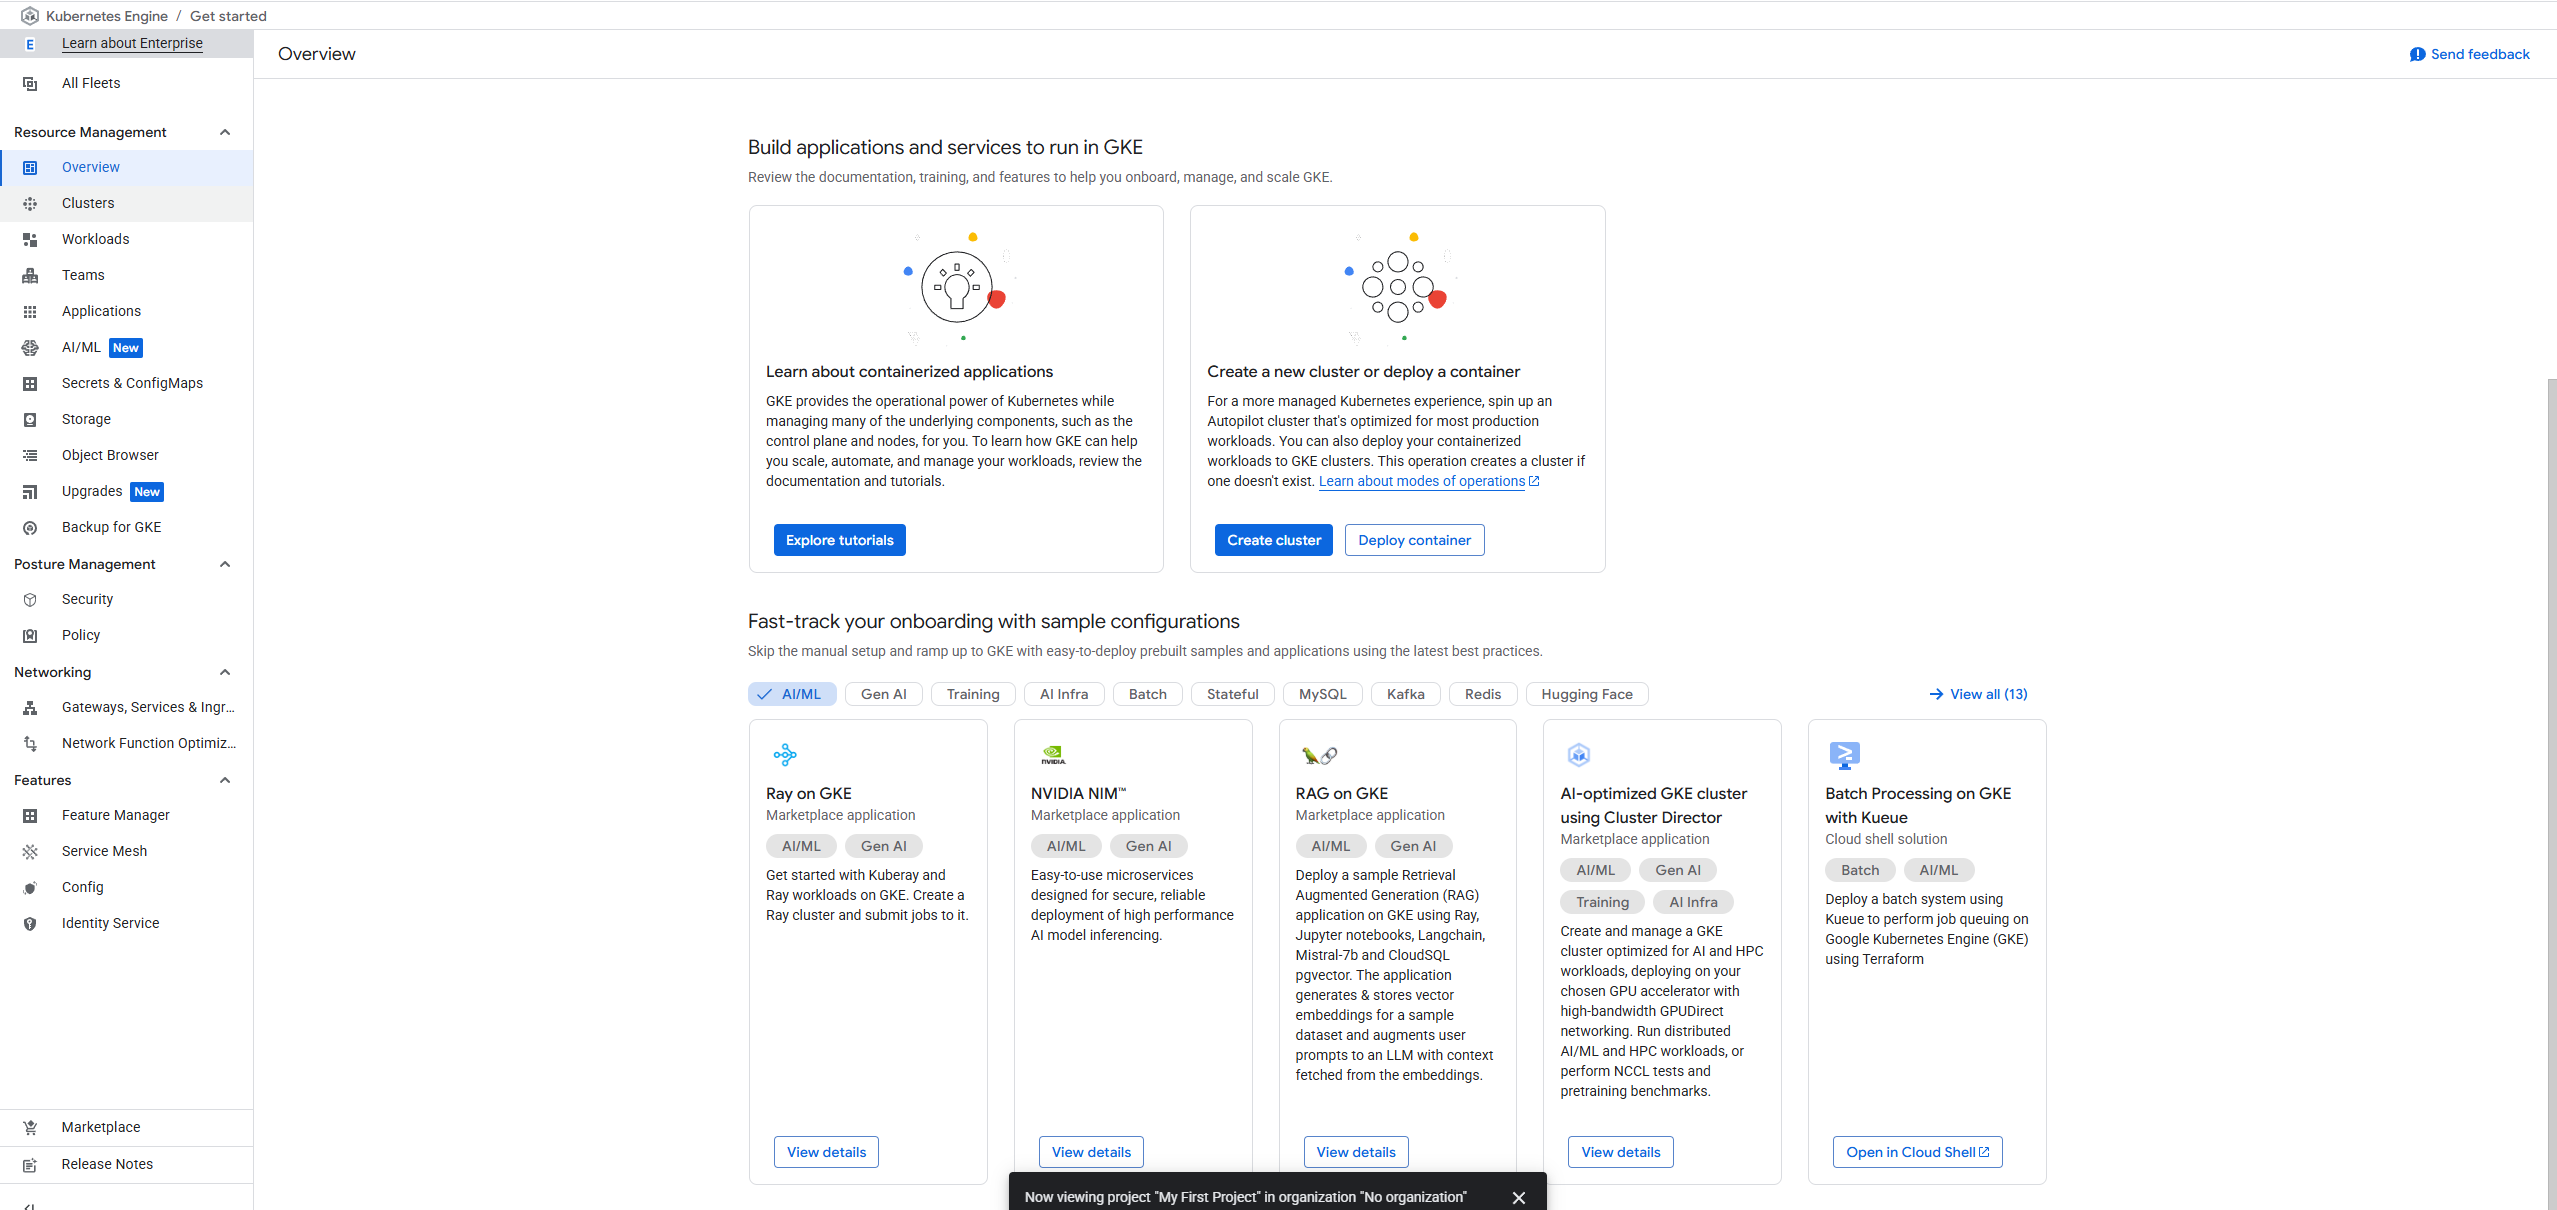 Kubernetes Engine / Get started
E Learn about Enterprise
All Fleets
Resource Management
Overview
Clusters
Workloads
Teams
Applications
AI/ML New
Secrets & ConfigMaps
Storage
Object Browser
Upgrades New
Backup for GKE
Posture Management
Security
Policy
Networking
Gateways, Services & Ingr...
Network Function Optimiz...
Features
Feature Manager
Service Mesh
Config
Identity Service
Marketplace
Release Notes
Overview
Send feedback
Build applications and services to run in GKE
Review the documentation, training, and features to help you onboard, manage, and scale GKE.
Learn about containerized applications
GKE provides the operational power of Kubernetes while
managing many of the underlying components, such as the
control plane and nodes, for you. To learn how GKE can help
you scale, automate, and manage your workloads, review the
documentation and tutorials.
Explore tutorials
Create a new cluster or deploy a container
For a more managed Kubernetes experience, spin up an
Autopilot cluster that's optimized for most production
workloads. You can also deploy your containerized
workloads to GKE clusters. This operation creates a cluster if
one doesn't exist. Learn about modes of operations
Create cluster Deploy container
Fast-track your onboarding with sample configurations
Skip the manual setup and ramp up to GKE with easy-to-deploy prebuilt samples and applications using the latest best practices.
AI/ML Gen AI Training AI Infra Batch Stateful MySQL Kafka Redis Hugging Face
View all (13)
Ray on GKE
Marketplace application
AI/ML Gen AI
Get started with Kuberay and
Ray workloads on GKE. Create a
Ray cluster and submit jobs to it.
View details
NVIDIA
NVIDIA NIM™
Marketplace application
AI/ML Gen AI
Easy-to-use microservices
designed for secure, reliable
deployment of high performance
AI model inferencing.
View details
RAG on GKE
Marketplace application
AI/ML Gen AI
Deploy a sample Retrieval
Augmented Generation (RAG)
application on GKE using Ray,
Jupyter notebooks, Langchain,
Mistral-7b and CloudSQL
pgvector. The application
generates & stores vector
embeddings for a sample
dataset and augments user
prompts to an LLM with context
fetched from the embeddings.
View details
AI-optimized GKE cluster
using Cluster Director
Marketplace application
AI/ML Gen AI
Training AI Infra
Create and manage a GKE
cluster optimized for AI and HPC
workloads, deploying on your
chosen GPU accelerator with
high-bandwidth GPUDirect
networking. Run distributed
AI/ML and HPC workloads, or
perform NCCL tests and
pretraining benchmarks.
View details
Batch Processing on GKE
with Kueue
Cloud shell solution
Batch AI/ML
Deploy a batch system using
Kueue to perform job queuing on
Google Kubernetes Engine (GKE)
using Terraform
Open in Cloud Shell
Now viewing project "My First Project" in organization "No organization"